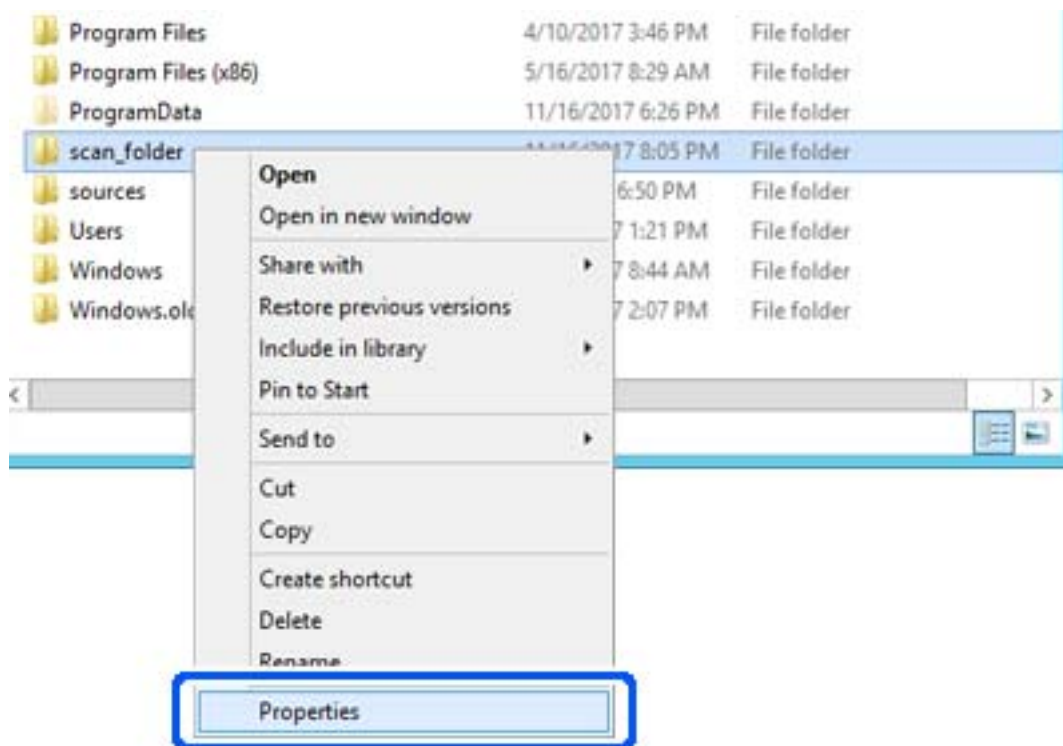 Program Files 4/10/2017 3:46 PM File folder
Program Files (x86) 5/16/2017 8:29 AM File folder
ProgramData 11/16/2017 6:26 PM File folder
scan_folder 17 8:05 PM File folder
sources 6:50 PM File folder
Users 7 1:21 PM File folder
Windows 7 8:44 AM File folder
Windows.old 7 2:07 PM File folder
Open
Open in new window
Share with
Restore previous versions
Include in library
Pin to Start
Send to
Cut
Copy
Create shortcut
Delete
Rename
Properties